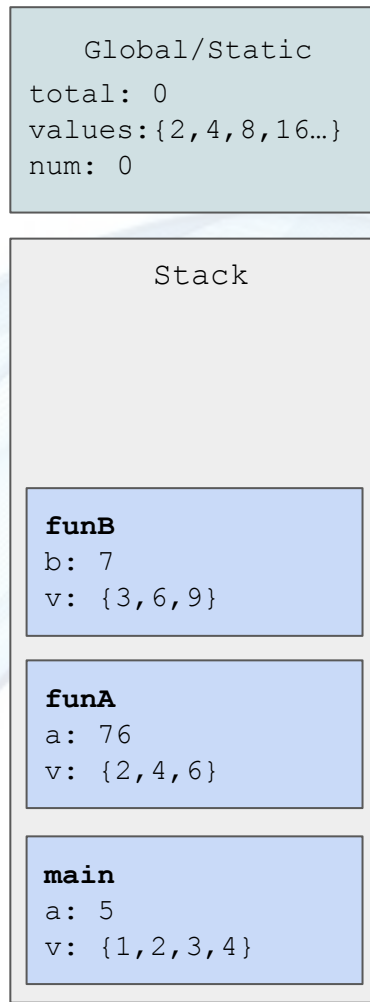 Global/Static
total: 0
values:{2,4,8,16…}
num: 0
Stack
funB
b: 7
v: {3,6,9}
funA
a: 76
v: {2,4,6}
main
a: 5
v: {1,2,3,4}